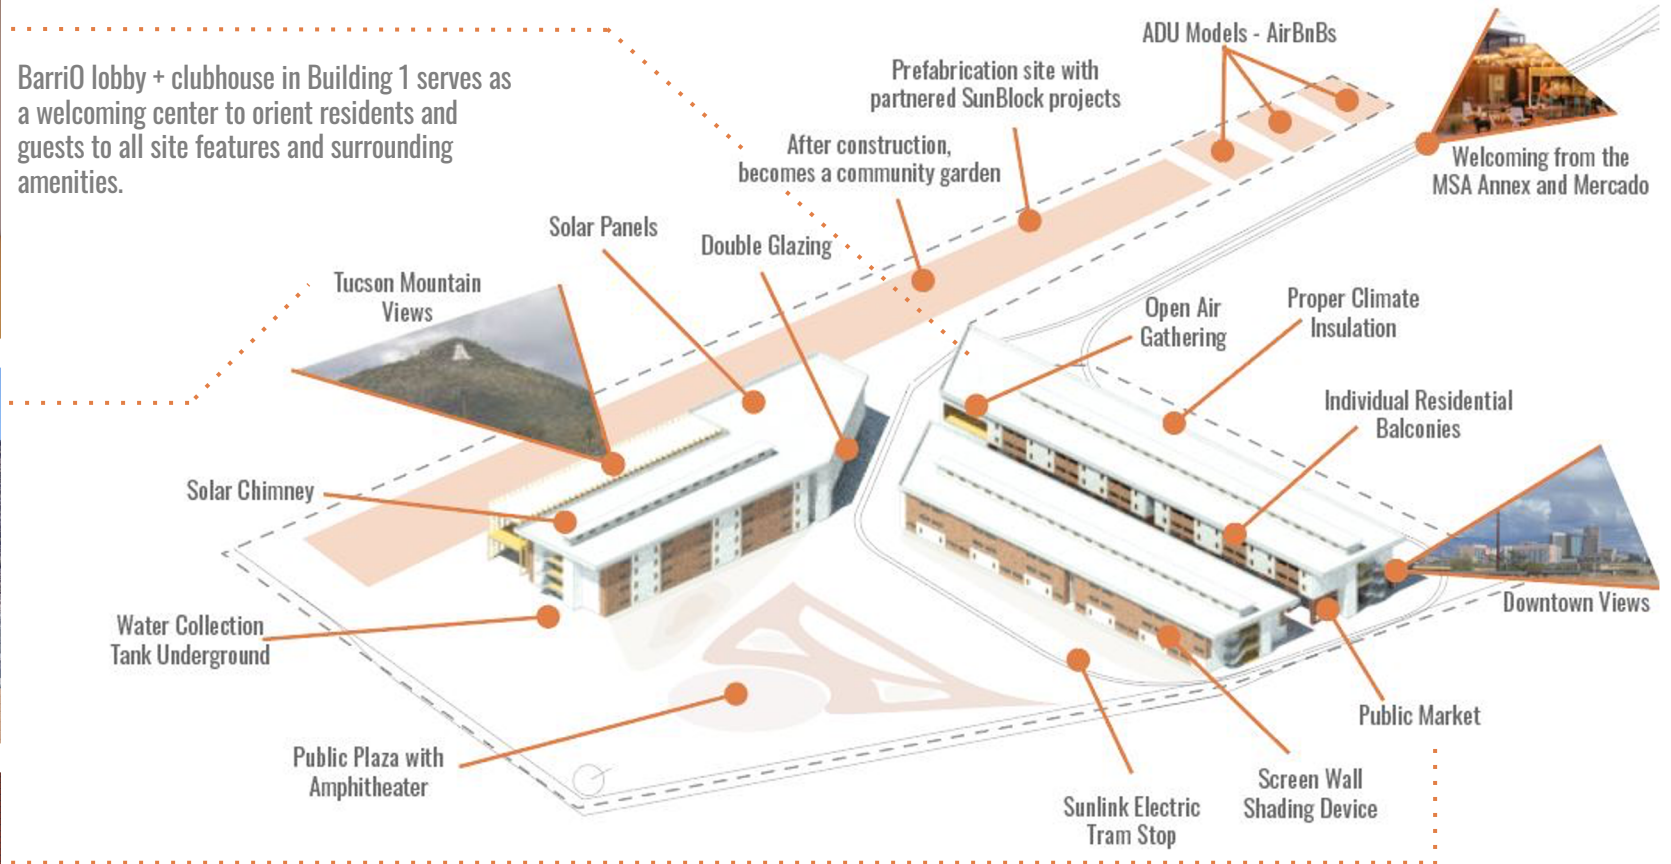 BarriO lobby + clubhouse in Building 1 serves as
a welcoming center to orient residents and
guests to all site features and surrounding
amenities.
ADU Models - AirBnBs
Prefabrication site with
partnered SunBlock projects
After construction,
becomes a community garden
Welcoming from the
MSA Annex and Mercado
Solar Panels
Double Glazing
Tucson Mountain
Views
Open Air
Gathering
Proper Climate
Insulation
Individual Residential
Balconies
Solar Chimney
Downtown Views
Water Collection
Tank Underground
Public Market
Public Plaza with
Amphitheater
Screen Wall
Shading Device
Sunlink Electric
Tram Stop
A